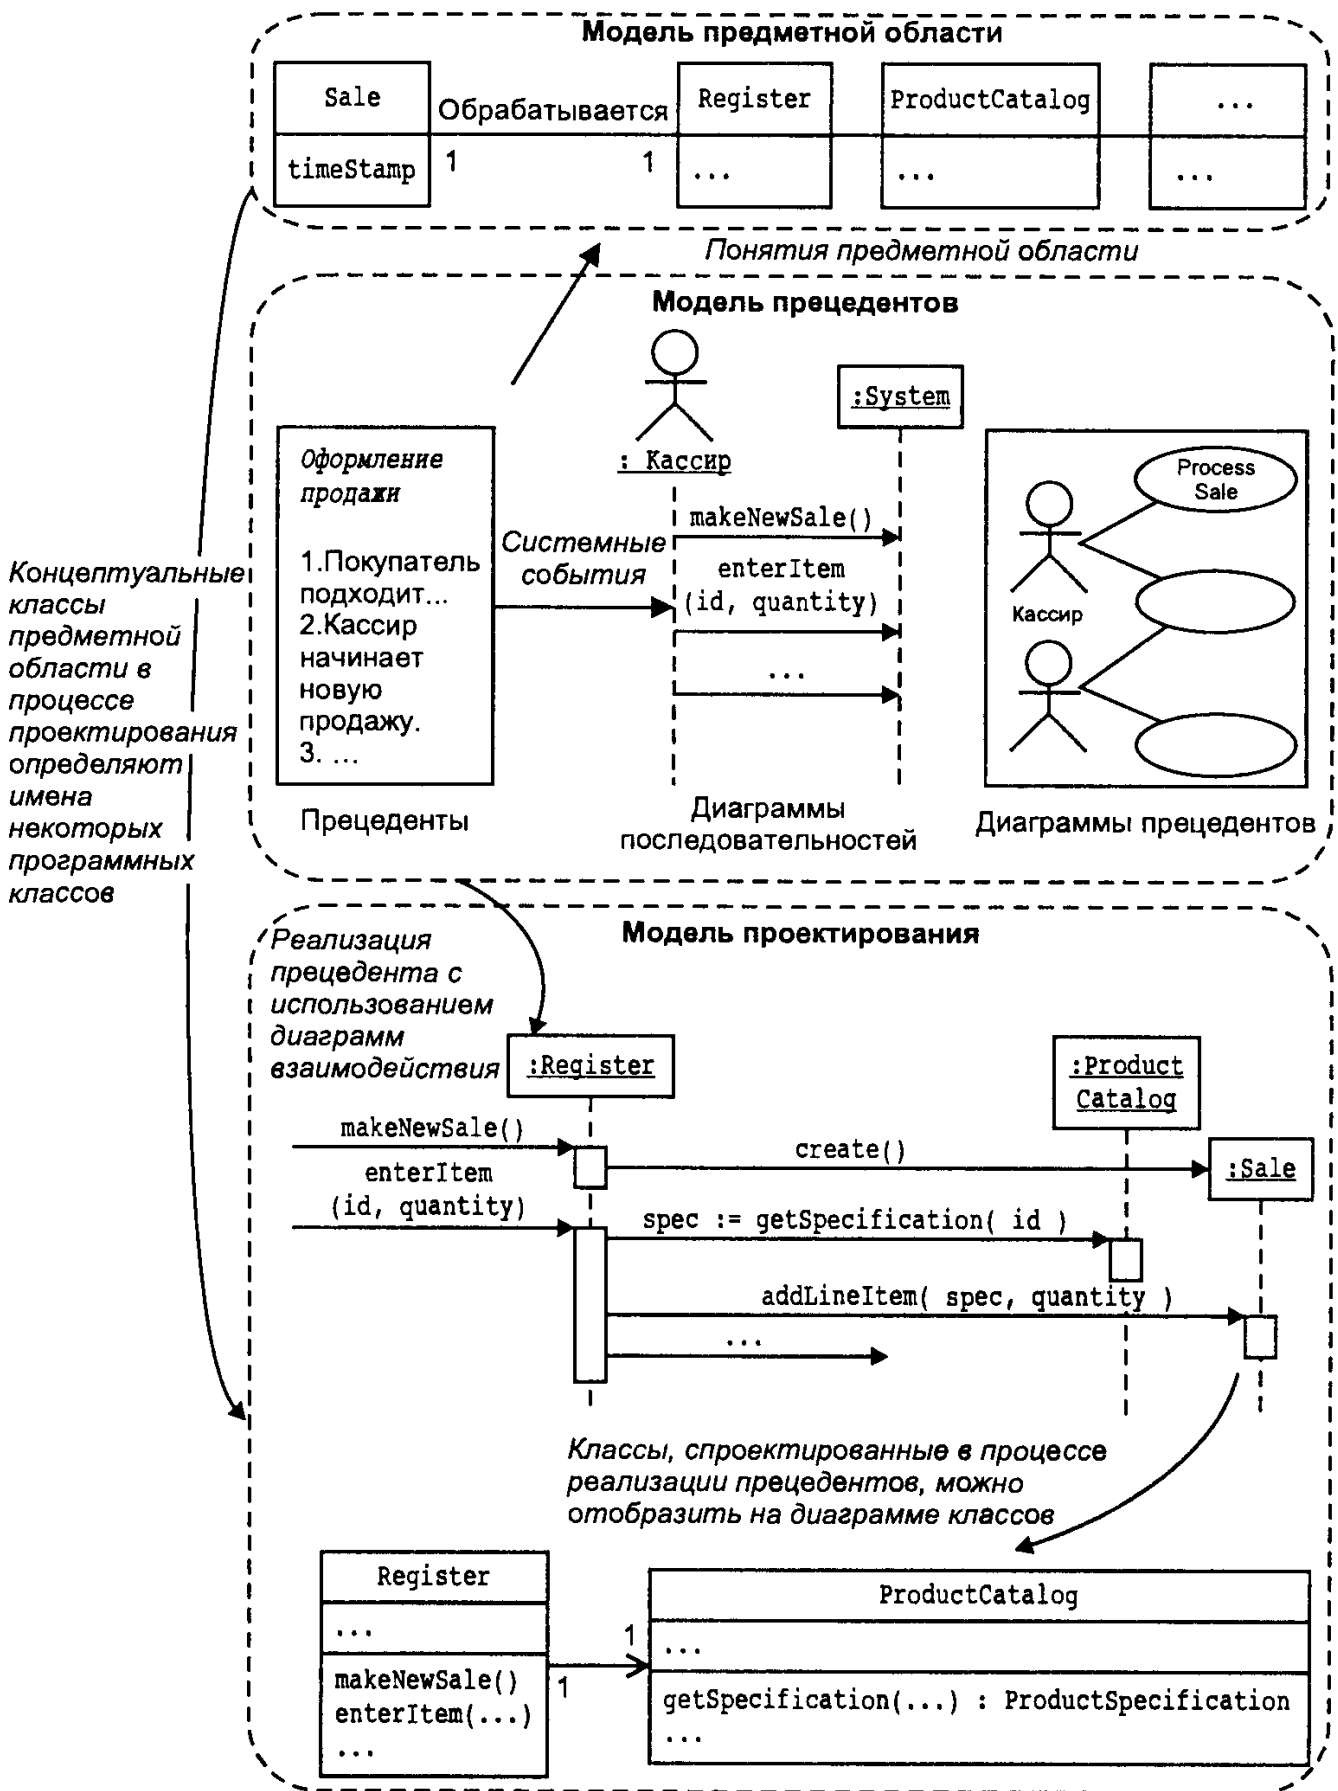 Модель предметной области
Sale
timeStamp
Обрабатывается
1
1
Register
...
ProductCatalog
...
...
...
Понятия предметной области
Модель прецедентов
Оформление
продажи
1.Покупатель
подходит...
2.Кассир
начинает
новую
продажу.
3. ...
Прецеденты
Системные
события
: Кассир
:System
makeNewSale()
enterItem
(id, quantity)
...
Диаграммы
последовательностей
Process
Sale
Кассир
Диаграммы прецедентов
Концептуальные
классы
предметной
области в
процессе
проектирования
определяют
имена
некоторых
программных
классов
Модель проектирования
Реализация
прецедента с
использованием
диаграмм
взаимодействия
:Register
:Product
Catalog
makeNewSale()
create()
:Sale
enterItem
(id, quantity)
spec := getSpecification( id )
addLineItem( spec, quantity )
...
Классы, спроектированные в процессе
реализации прецедентов, можно
отобразить на диаграмме классов
Register
...
makeNewSale()
enterItem(...)
...
1
1
ProductCatalog
...
getSpecification(...) : ProductSpecification
...